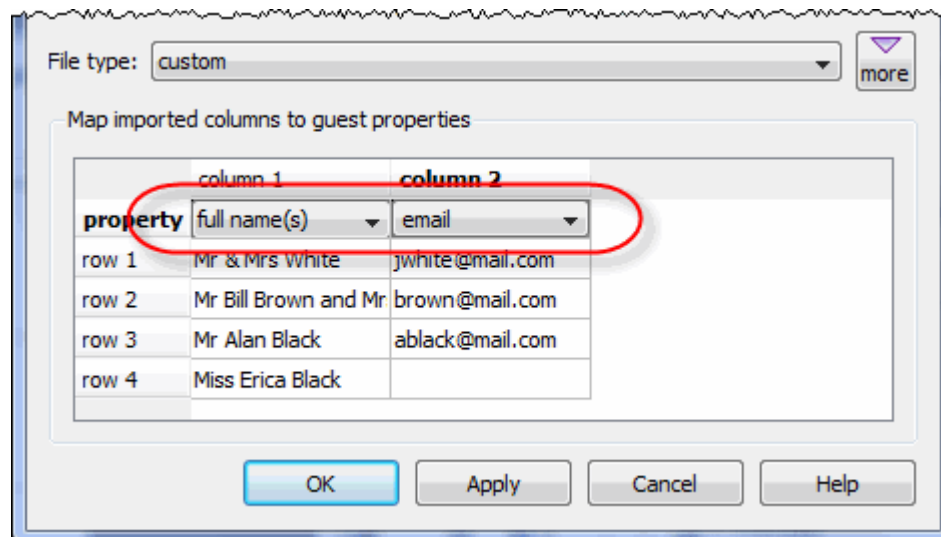 File type: custom
more
Map imported columns to guest properties
column 1 column 2
property full name(s) email
row 1 Mr & Mrs White jwhite@mail.com
row 2 Mr Bill Brown and Mr brown@mail.com
row 3 Mr Alan Black ablack@mail.com
row 4 Miss Erica Black
OK Apply Cancel Help